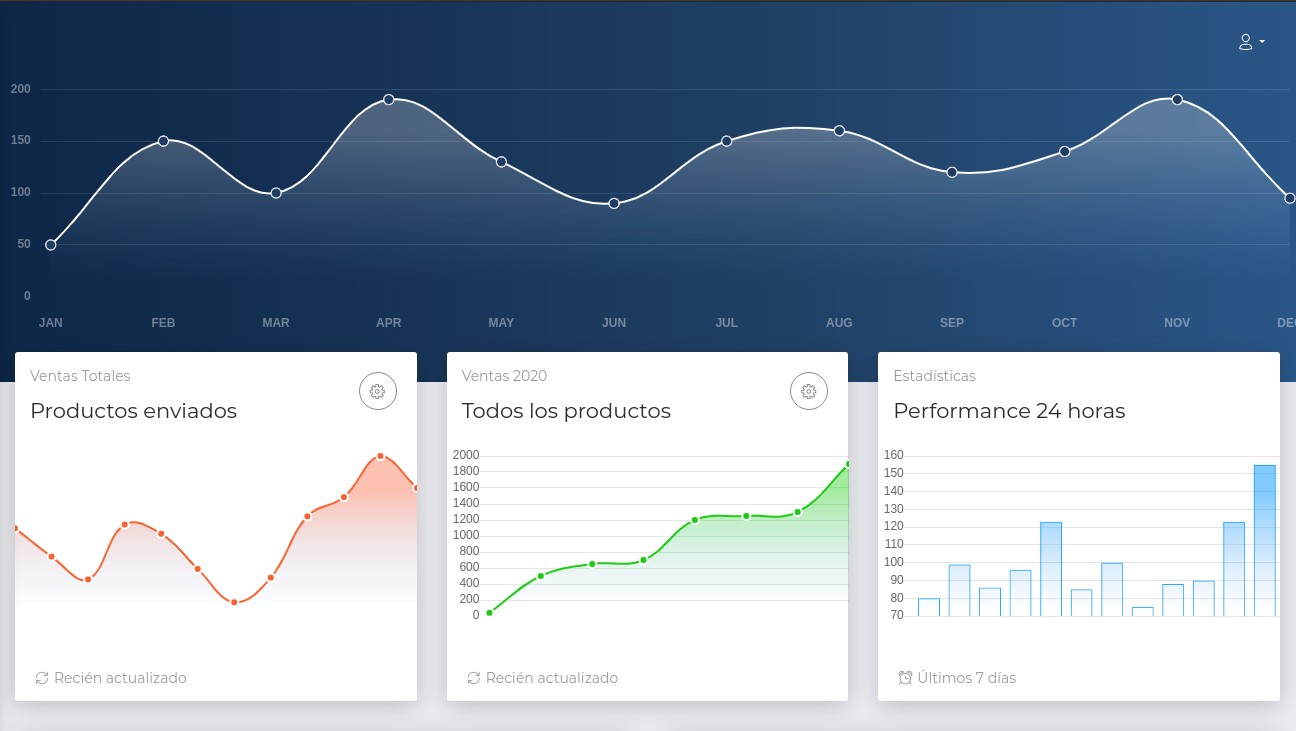 200
150
100
50
0
JAN FEB MAR APR MAY JUN JUL AUG SEP OCT NOV DEC
Ventas Totales
Productos enviados
Recién actualizado
Ventas 2020
Todos los productos
2000
1800
1600
1400
1200
1000
800
600
400
200
0
Recién actualizado
Estadísticas
Performance 24 horas
160
150
140
130
120
110
100
90
80
70
Últimos 7 días